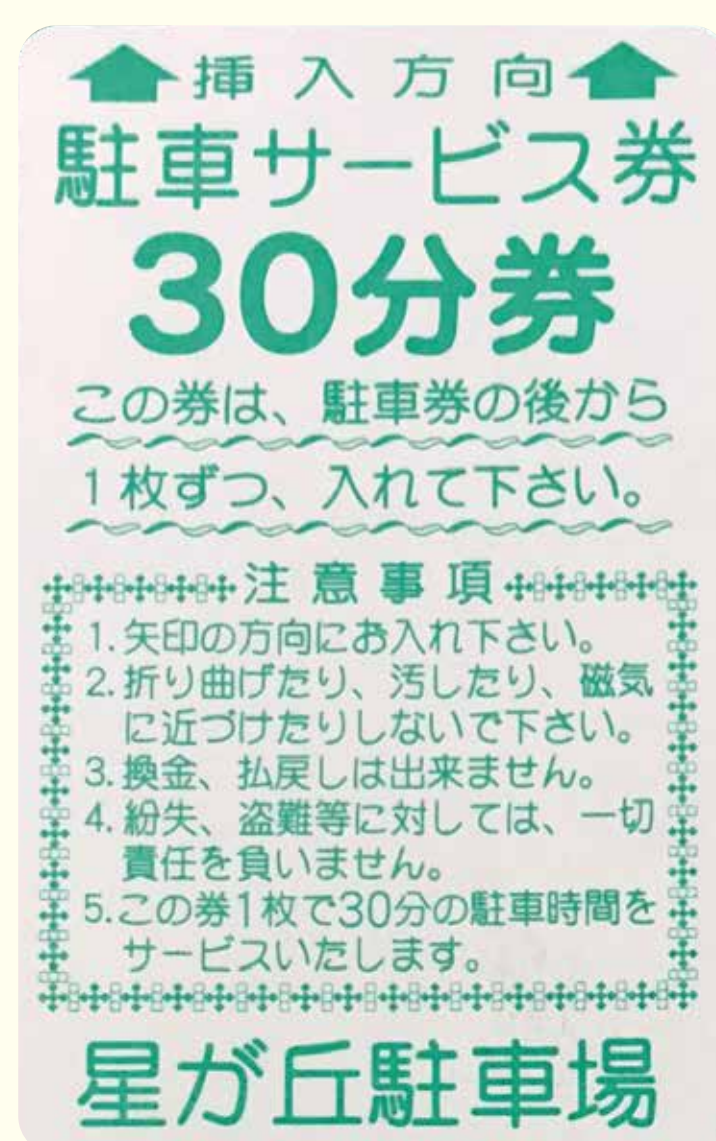 挿入方向
駐車サービス券
30分券
この券は、駐車券の後から
1枚ずつ、入れて下さい。
注意事項
1.矢印の方向にお入れ下さい。
2.折り曲げたり、汚したり、磁気
に近づけたりしないで下さい。
3.換金、払戻しは出来ません。
4.紛失、盗難等に対しては、一切
責任を負いません。
5.この券1枚で30分の駐車時間を
サービスいたします。
星が丘駐車場